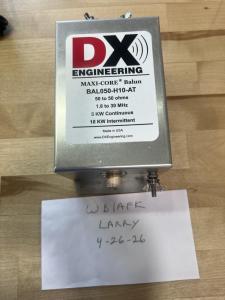 DX
ENGINEERING
MAXI-CORE® Balun
BAL050-H10-AT
50 to 50 ohms
1.8 to 30 MHz
5 KW Continuous
10 KW Intermittent
Made in USA
www.DXEngineering.com
WB1APK
LARRY
4-26-26